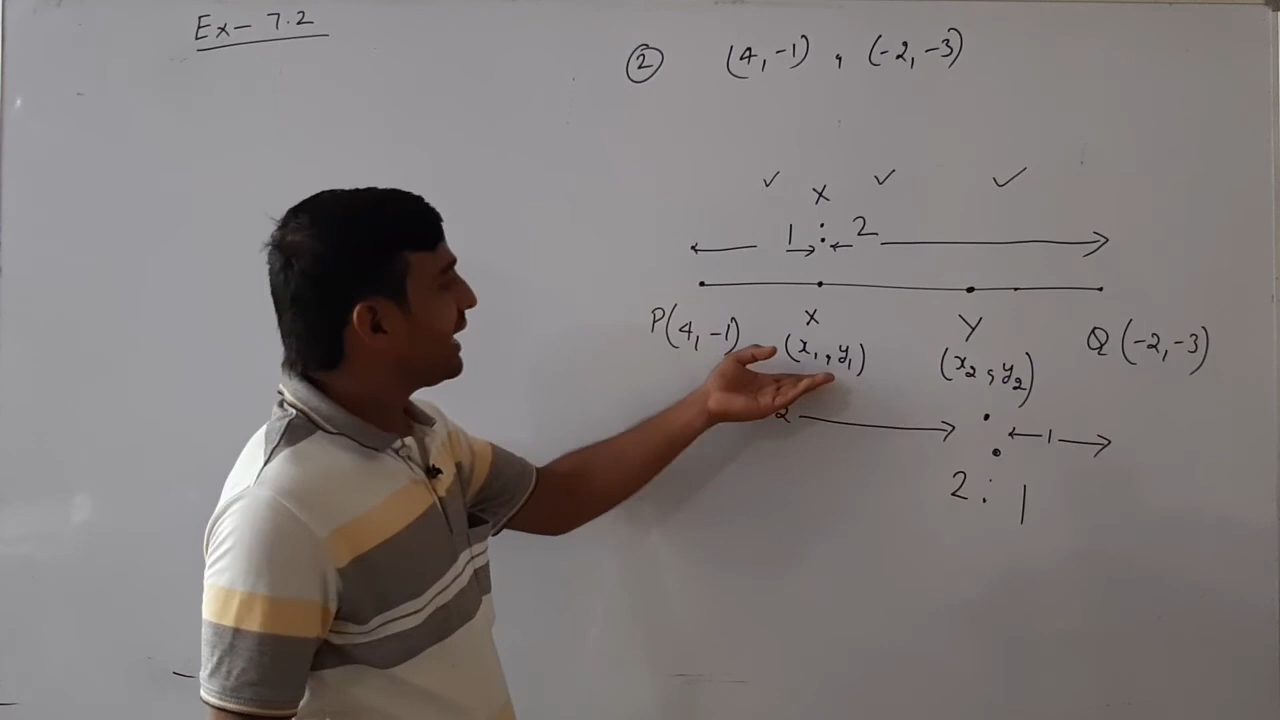 Ex- 7.2
② (4, -1) , (-2, -3)
X
1 : 2
P(4, -1) X Y Q(-2, -3)
(x₁, y₁) (x₂, y₂)
2 1
2 : 1